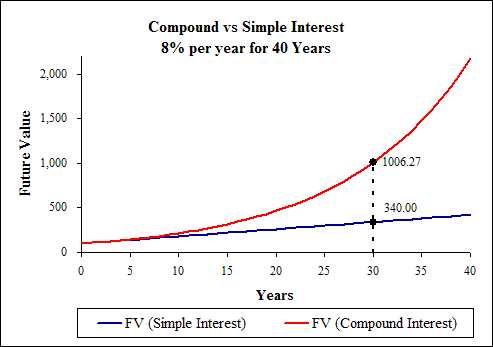 Compound vs Simple Interest
8% per year for 40 Years
Future Value
2,000
1,500
1,000
500
0
1006.27
340.00
0 5 10 15 20 25 30 35 40
Years
FV (Simple Interest) FV (Compound Interest)